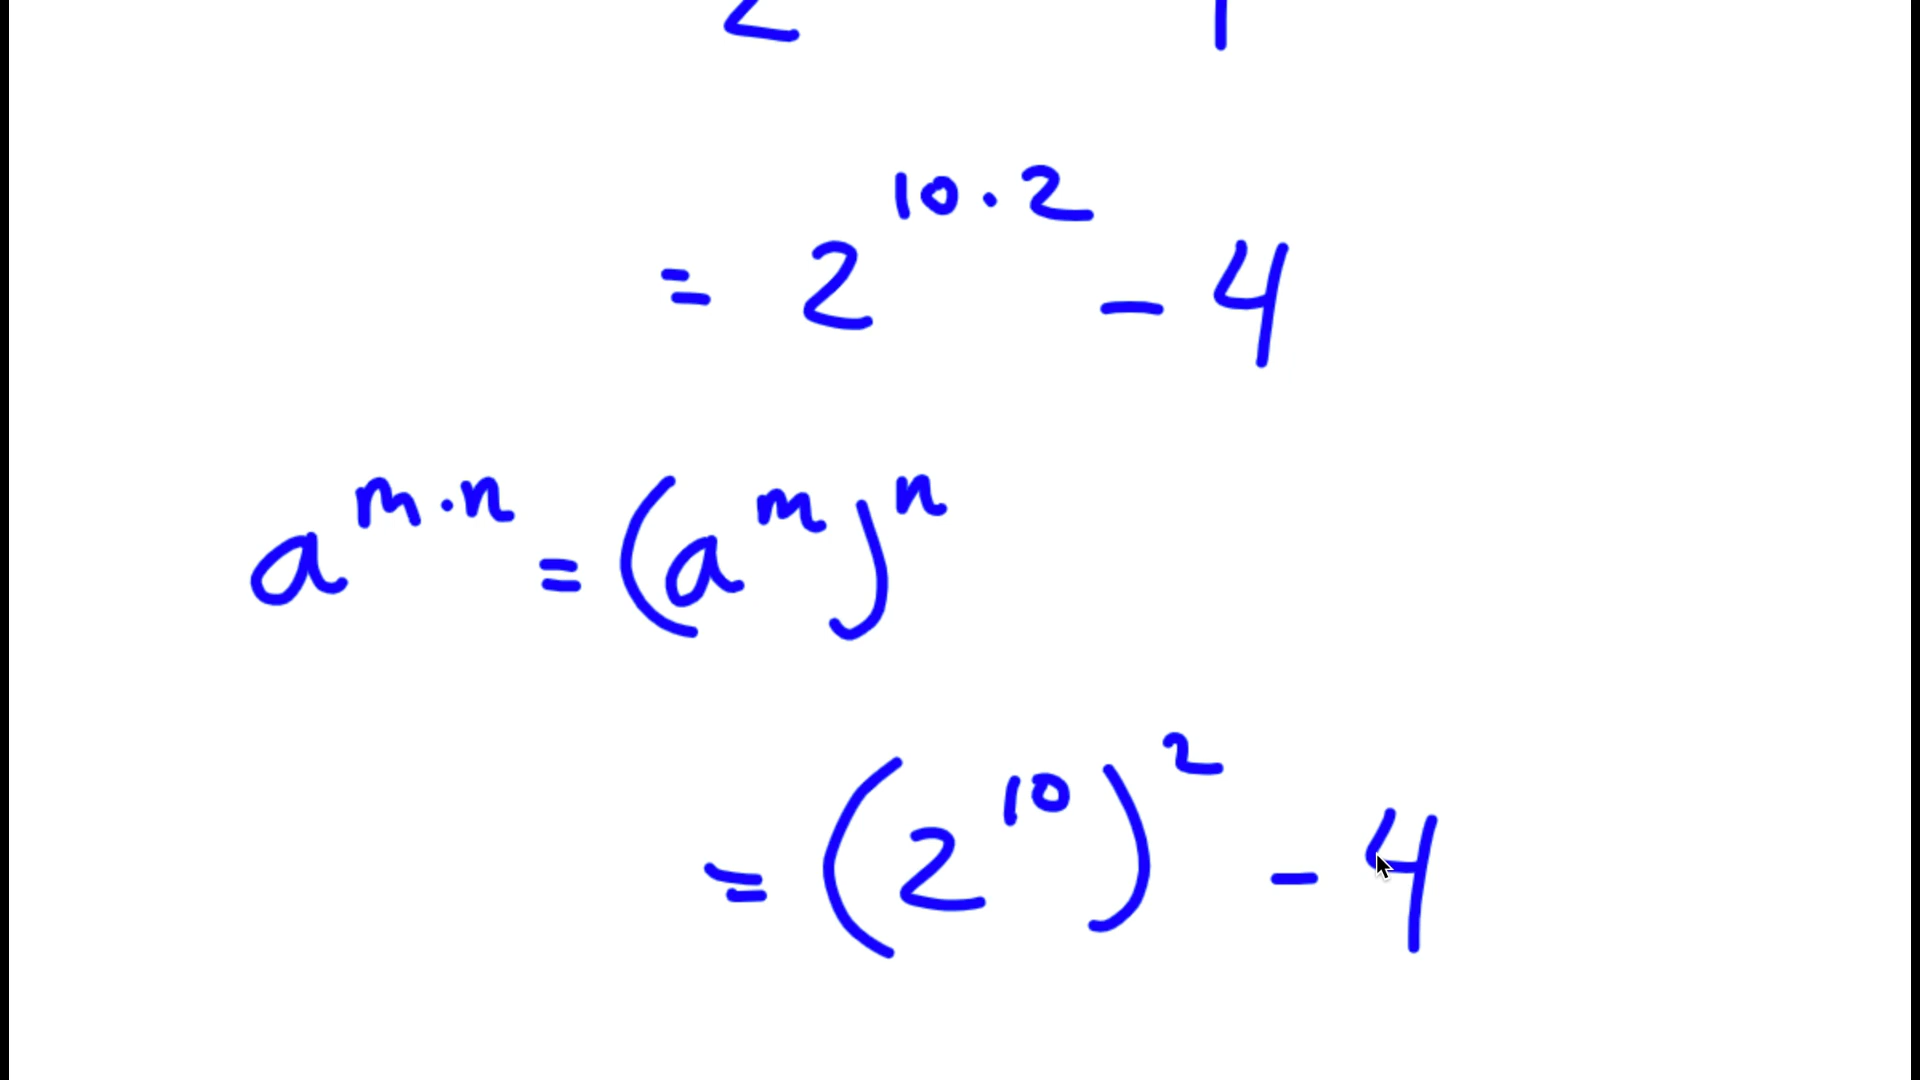 = 2^{10·2} - 4
a^{m·n} = (a^m)^n
= (2^{10})^2 - 4